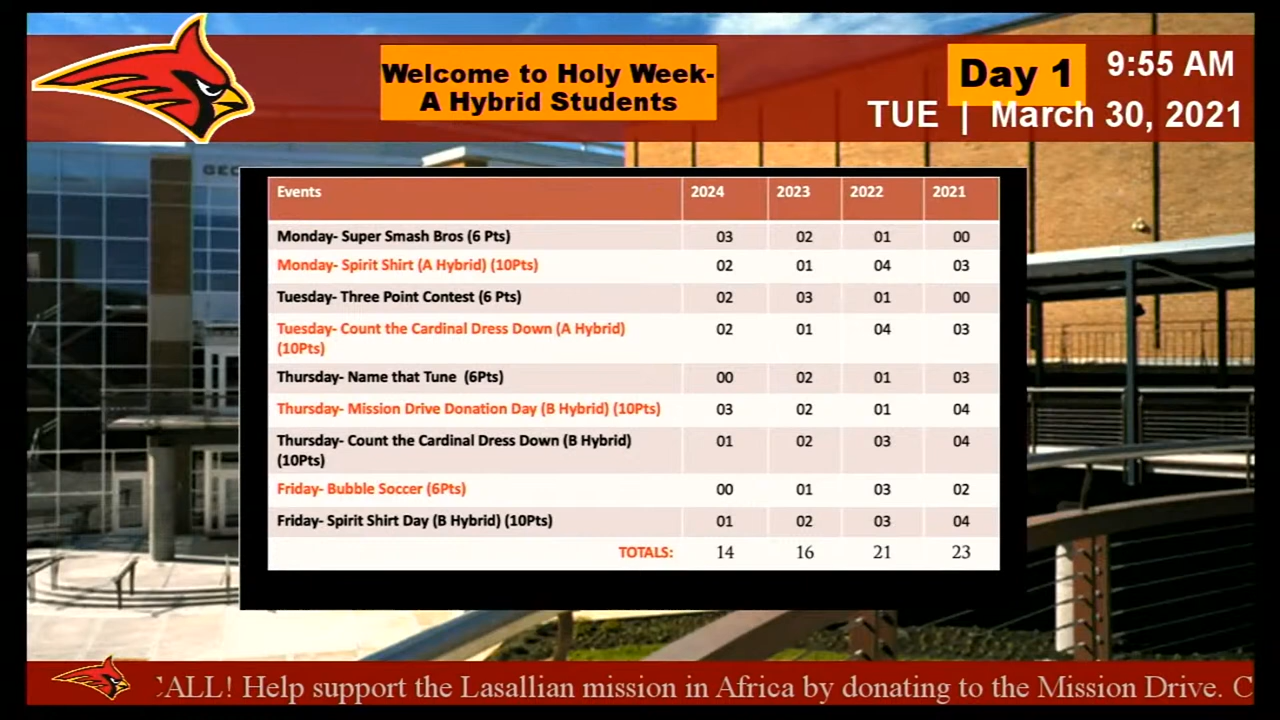 Welcome to Holy Week-
A Hybrid Students
Day 1
9:55 AM
TUE | March 30, 2021
Events 2024 2023 2022 2021
Monday- Super Smash Bros (6 Pts) 03 02 01 00
Monday- Spirit Shirt (A Hybrid) (10Pts) 02 01 04 03
Tuesday- Three Point Contest (6 Pts) 02 03 01 00
Tuesday- Count the Cardinal Dress Down (A Hybrid)
(10Pts) 02 01 04 03
Thursday- Name that Tune (6Pts) 00 02 01 03
Thursday- Mission Drive Donation Day (B Hybrid) (10Pts) 03 02 01 04
Thursday- Count the Cardinal Dress Down (B Hybrid)
(10Pts) 01 02 03 04
Friday- Bubble Soccer (6Pts) 00 01 03 02
Friday- Spirit Shirt Day (B Hybrid) (10Pts) 01 02 03 04
TOTALS: 14 16 21 23
ALL! Help support the Lasallian mission in Africa by donating to the Mission Drive. C